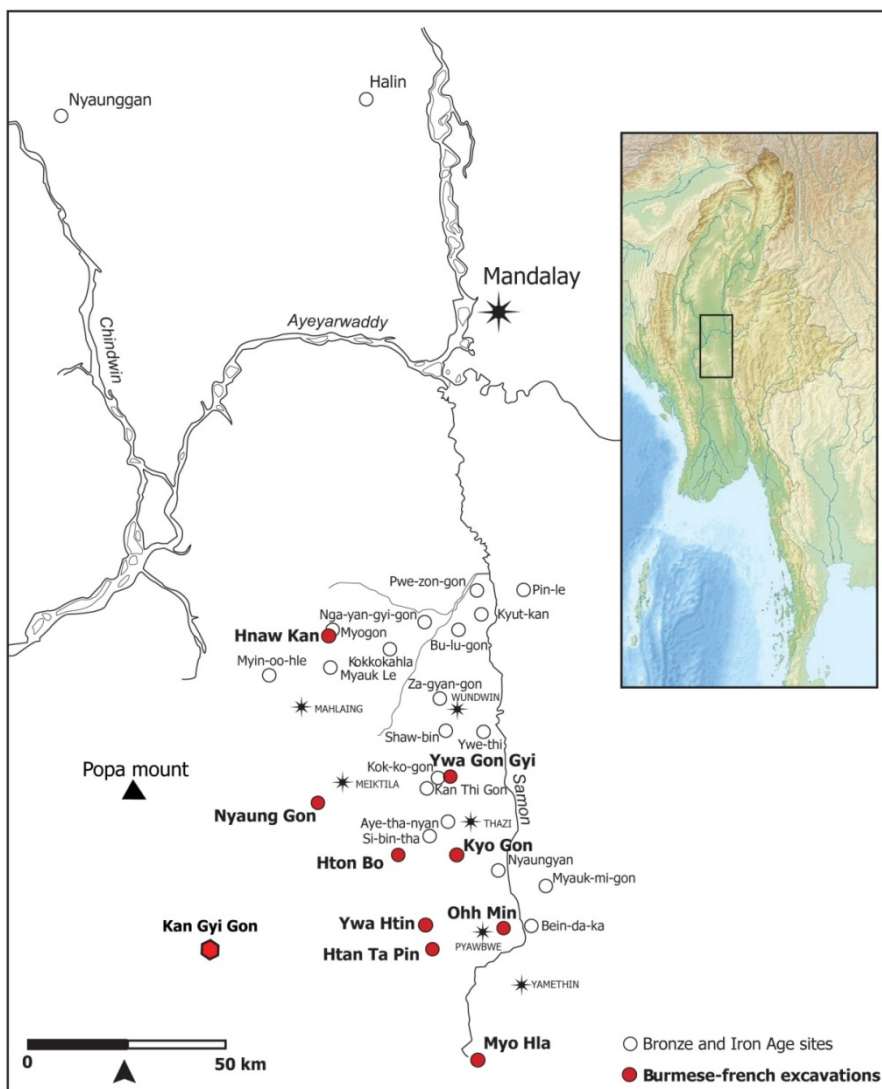 Nyaunggan
Halin
Mandalay
Ayeyarwaddy
Chindwin
Pwe-zon-gon
Pin-le
Nga-yan-gyi-gon
Kyut-kan
Hnaw Kan
Myogon
Bu-lu-gon
Myin-oo-hle
Kokkokahla
Myauk Le
Za-gyan-gon
WUNDWIN
MAHLAING
Shaw-bin
Ywe-thi
Ywa Gon Gyi
Kok-ko-gon
Popa mount
MEIKTILA
Kan Thi Gon
Samon
Nyaung Gon
Aye-tha-nyan
THAZI
Si-bin-tha
Hton Bo
Kyo Gon
Nyaungyan
Myauk-mi-gon
Kan Gyi Gon
Ywa Htin
Ohh Min
Bein-da-ka
PYAWBWE
Htan Ta Pin
YAMETHIN
0 50 km
Myo Hla
Bronze and Iron Age sites
Burmese-french excavations